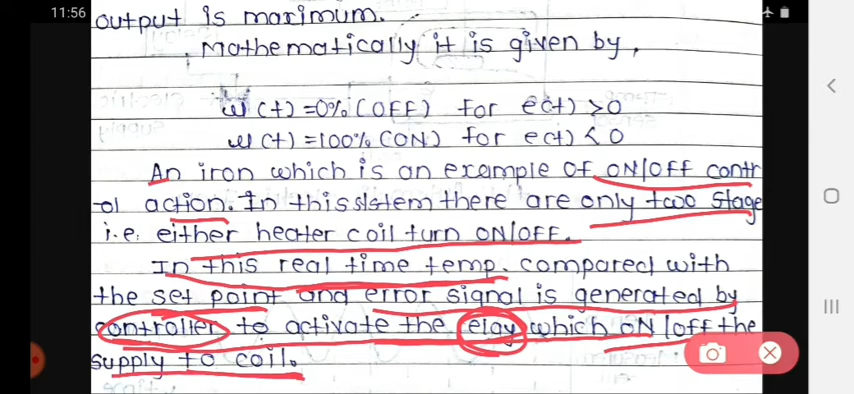 11:56
output is maximum.
Mathematically it is given by,
u(t) =0% (OFF) for e(t) >0
u(t) =100% (ON) for e(t) < 0
An iron which is an example of ON/OFF contr
-ol action. In this sistem there are only two stage
i.e. either heater coil turn ON/OFF.
In this real time temp. compared with
the set point and error signal is generated by
controller to activate the elay which ON /off the
supply to coil.